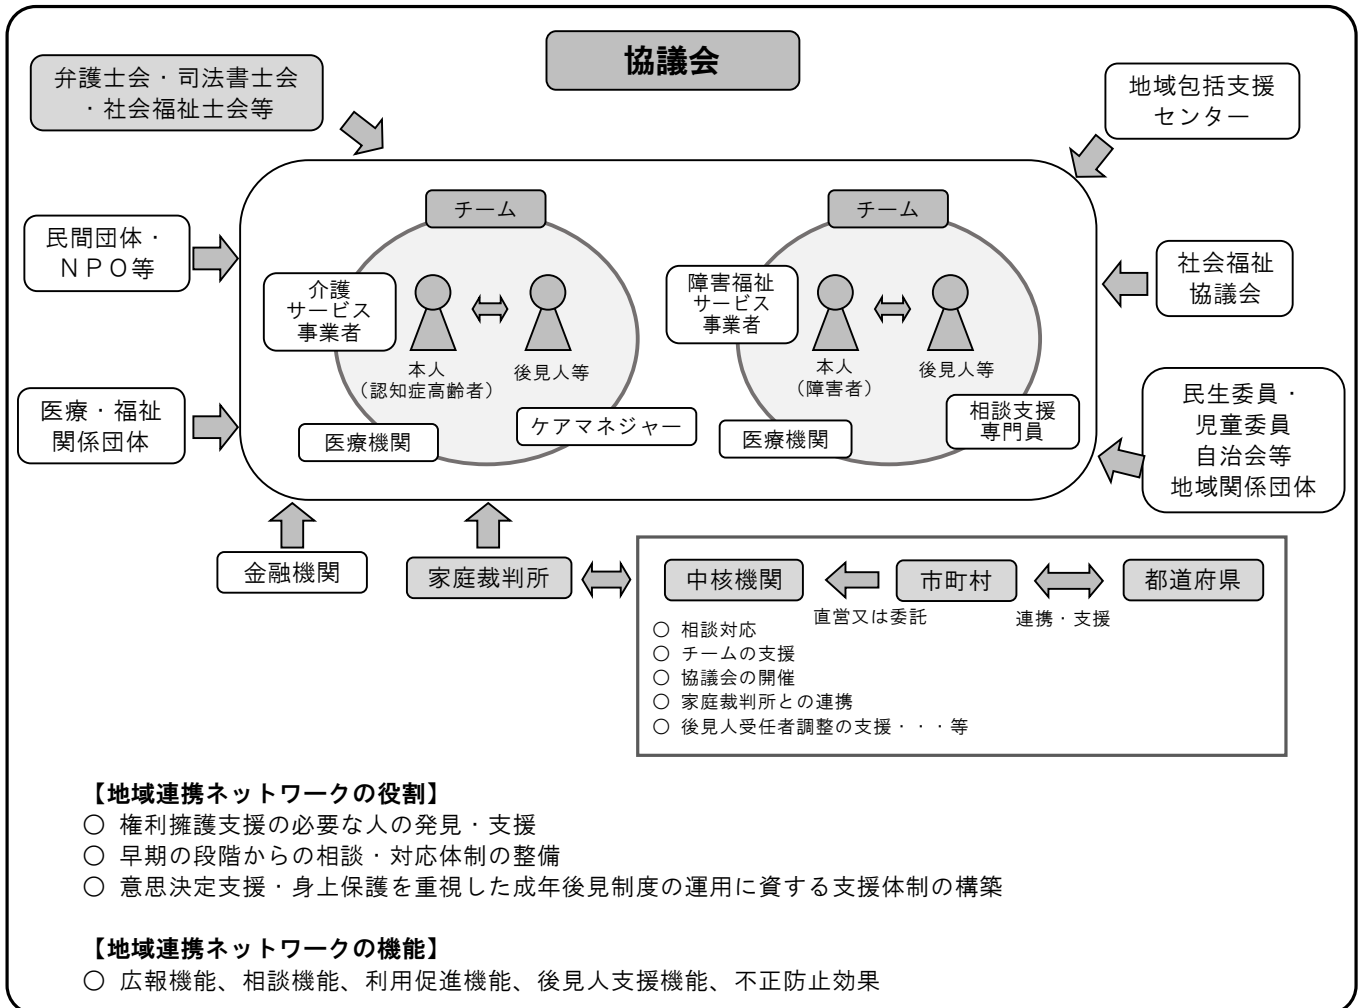 協議会
弁護士会・司法書士会
・社会福祉士会等
地域包括支援
センター
民間団体・
ＮＰＯ等
社会福祉
協議会
医療・福祉
関係団体
民生委員・
児童委員
自治会等
地域関係団体
チーム
介護
サービス
事業者
本人
（認知症高齢者）
後見人等
医療機関
ケアマネジャー
チーム
障害福祉
サービス
事業者
本人
（障害者）
後見人等
医療機関
相談支援
専門員
金融機関
家庭裁判所
中核機関
市町村
都道府県
直営又は委託
連携・支援
○ 相談対応
○ チームの支援
○ 協議会の開催
○ 家庭裁判所との連携
○ 後見人受任者調整の支援・・・等
【地域連携ネットワークの役割】
○ 権利擁護支援の必要な人の発見・支援
○ 早期の段階からの相談・対応体制の整備
○ 意思決定支援・身上保護を重視した成年後見制度の運用に資する支援体制の構築
【地域連携ネットワークの機能】
○ 広報機能、相談機能、利用促進機能、後見人支援機能、不正防止効果